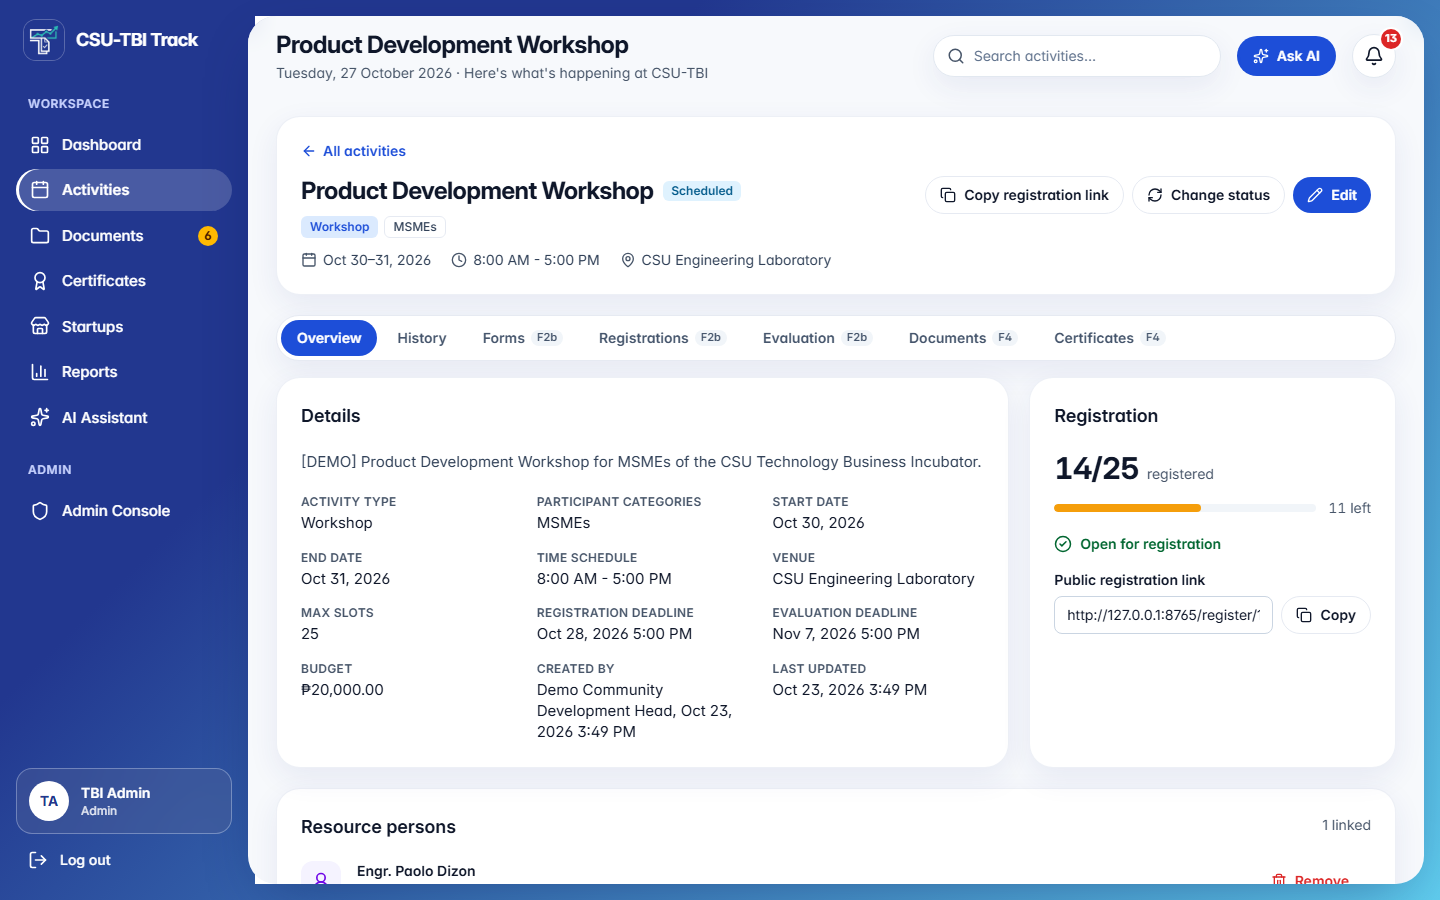 CSU-TBI Track
WORKSPACE
Dashboard
Activities
Documents 6
Certificates
Startups
Reports
AI Assistant
ADMIN
Admin Console
TA
TBI Admin
Admin
Log out
Product Development Workshop
Tuesday, 27 October 2026 · Here's what's happening at CSU-TBI
Search activities...
Ask AI
13
All activities
Product Development Workshop Scheduled
Workshop MSMEs
Oct 30–31, 2026 8:00 AM - 5:00 PM CSU Engineering Laboratory
Copy registration link Change status Edit
Overview History Forms F2b Registrations F2b Evaluation F2b Documents F4 Certificates F4
Details
[DEMO] Product Development Workshop for MSMEs of the CSU Technology Business Incubator.
ACTIVITY TYPE PARTICIPANT CATEGORIES START DATE
Workshop MSMEs Oct 30, 2026
END DATE TIME SCHEDULE VENUE
Oct 31, 2026 8:00 AM - 5:00 PM CSU Engineering Laboratory
MAX SLOTS REGISTRATION DEADLINE EVALUATION DEADLINE
25 Oct 28, 2026 5:00 PM Nov 7, 2026 5:00 PM
BUDGET CREATED BY LAST UPDATED
₱20,000.00 Demo Community Oct 23, 2026 3:49 PM
Development Head, Oct 23,
2026 3:49 PM
Registration
14/25 registered
11 left
Open for registration
Public registration link
http://127.0.0.1:8765/register/ Copy
Resource persons 1 linked
Engr. Paolo Dizon
Remove